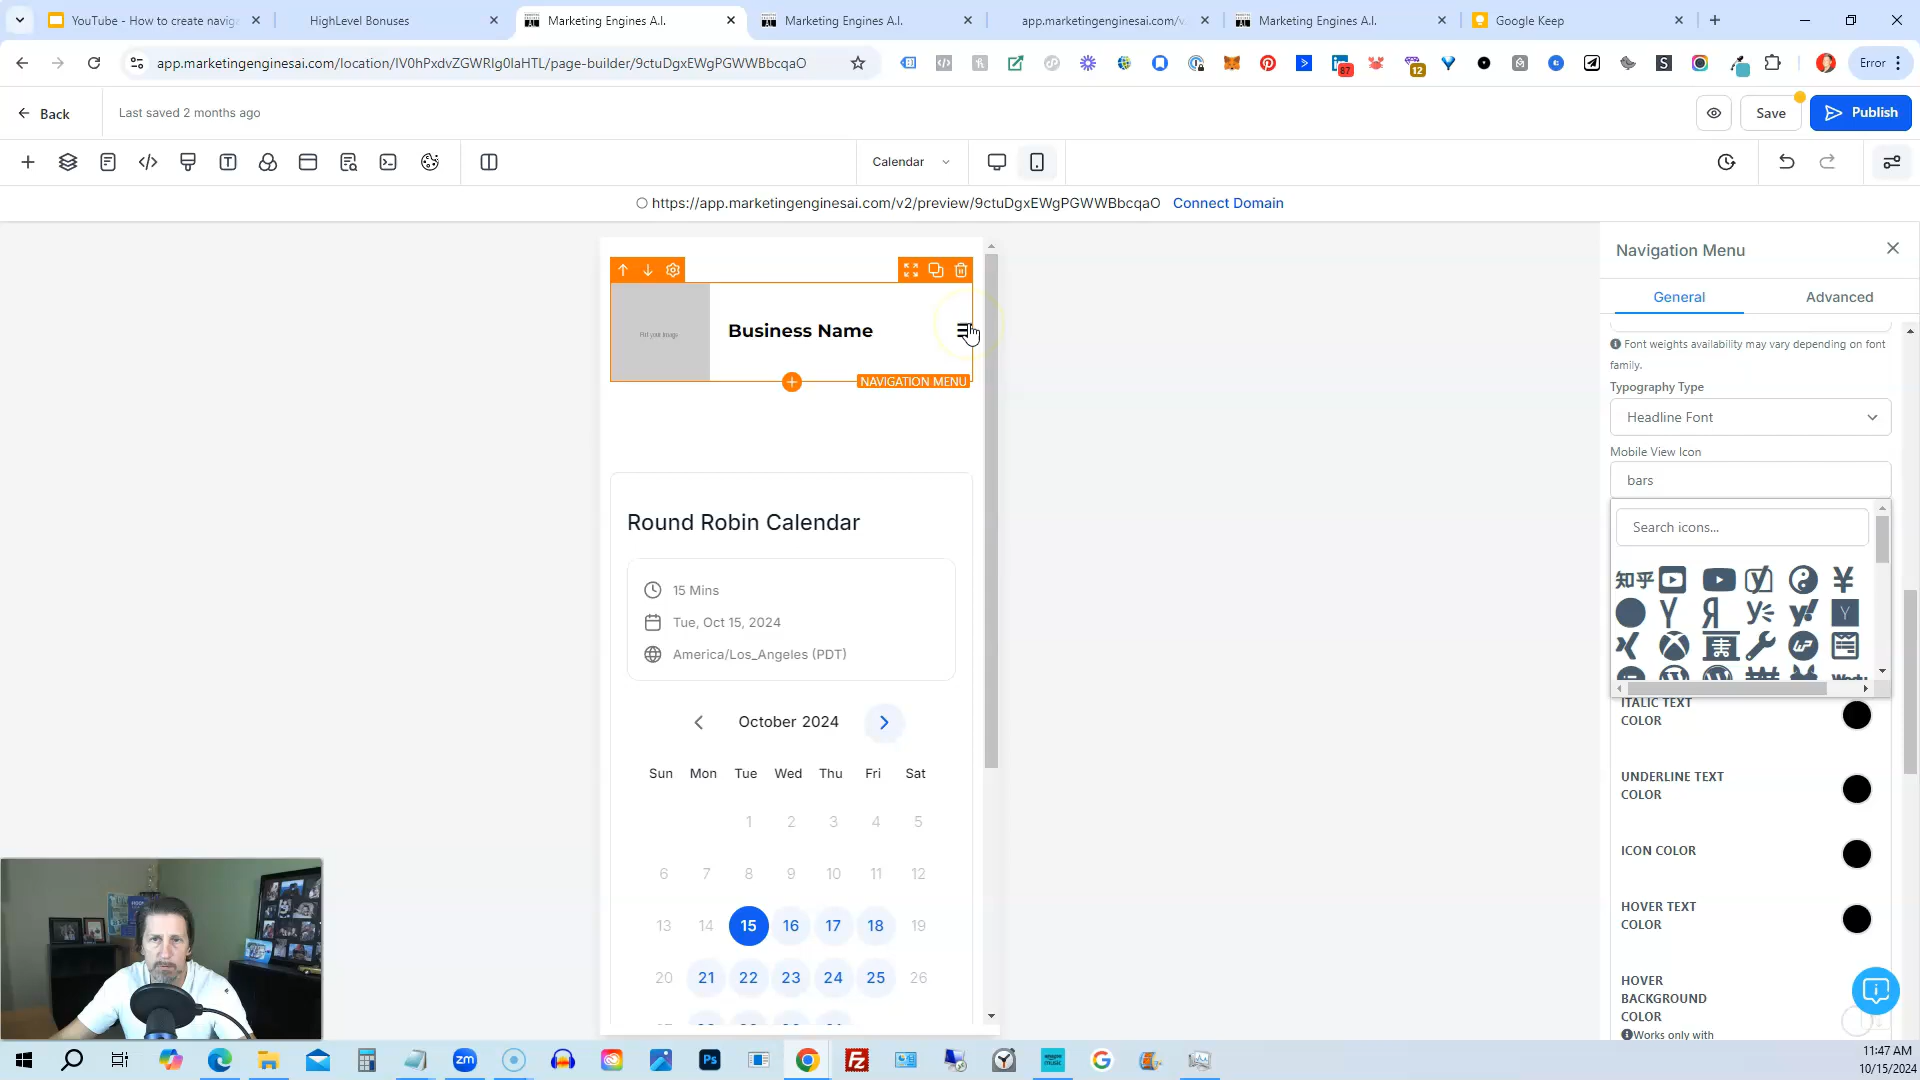 YouTube - How to create navig
HighLevel Bonuses
Marketing Engines A.I.
Marketing Engines A.I.
app.marketingenginesai.com/v
Marketing Engines A.I.
Google Keep
app.marketingenginesai.com/location/lV0hPxdvZGWRlg0laHTL/page-builder/9ctuDgxEWgPGWWBbcqaO
87
12
Error
Back
Last saved 2 months ago
Save
Publish
Calendar
https://app.marketingenginesai.com/v2/preview/9ctuDgxEWgPGWWBbcqaO Connect Domain
Business Name
NAVIGATION MENU
Round Robin Calendar
15 Mins
Tue, Oct 15, 2024
America/Los_Angeles (PDT)
October 2024
Sun Mon Tue Wed Thu Fri Sat
1 2 3 4 5
6 7 8 9 10 11 12
13 14 15 16 17 18 19
20 21 22 23 24 25 26
Navigation Menu
General
Advanced
Font weights availability may vary depending on font
family.
Typography Type
Headline Font
Mobile View Icon
bars
Search icons...
知乎
ITALIC TEXT
COLOR
UNDERLINE TEXT
COLOR
ICON COLOR
HOVER TEXT
COLOR
HOVER
BACKGROUND
COLOR
Works only with
zm
Ps
11:47 AM
10/15/2024